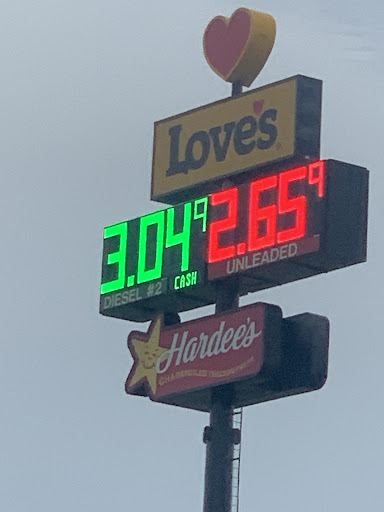 Love's
3.04⁹ 2.65⁹
CASH
DIESEL #2 UNLEADED
Hardee's